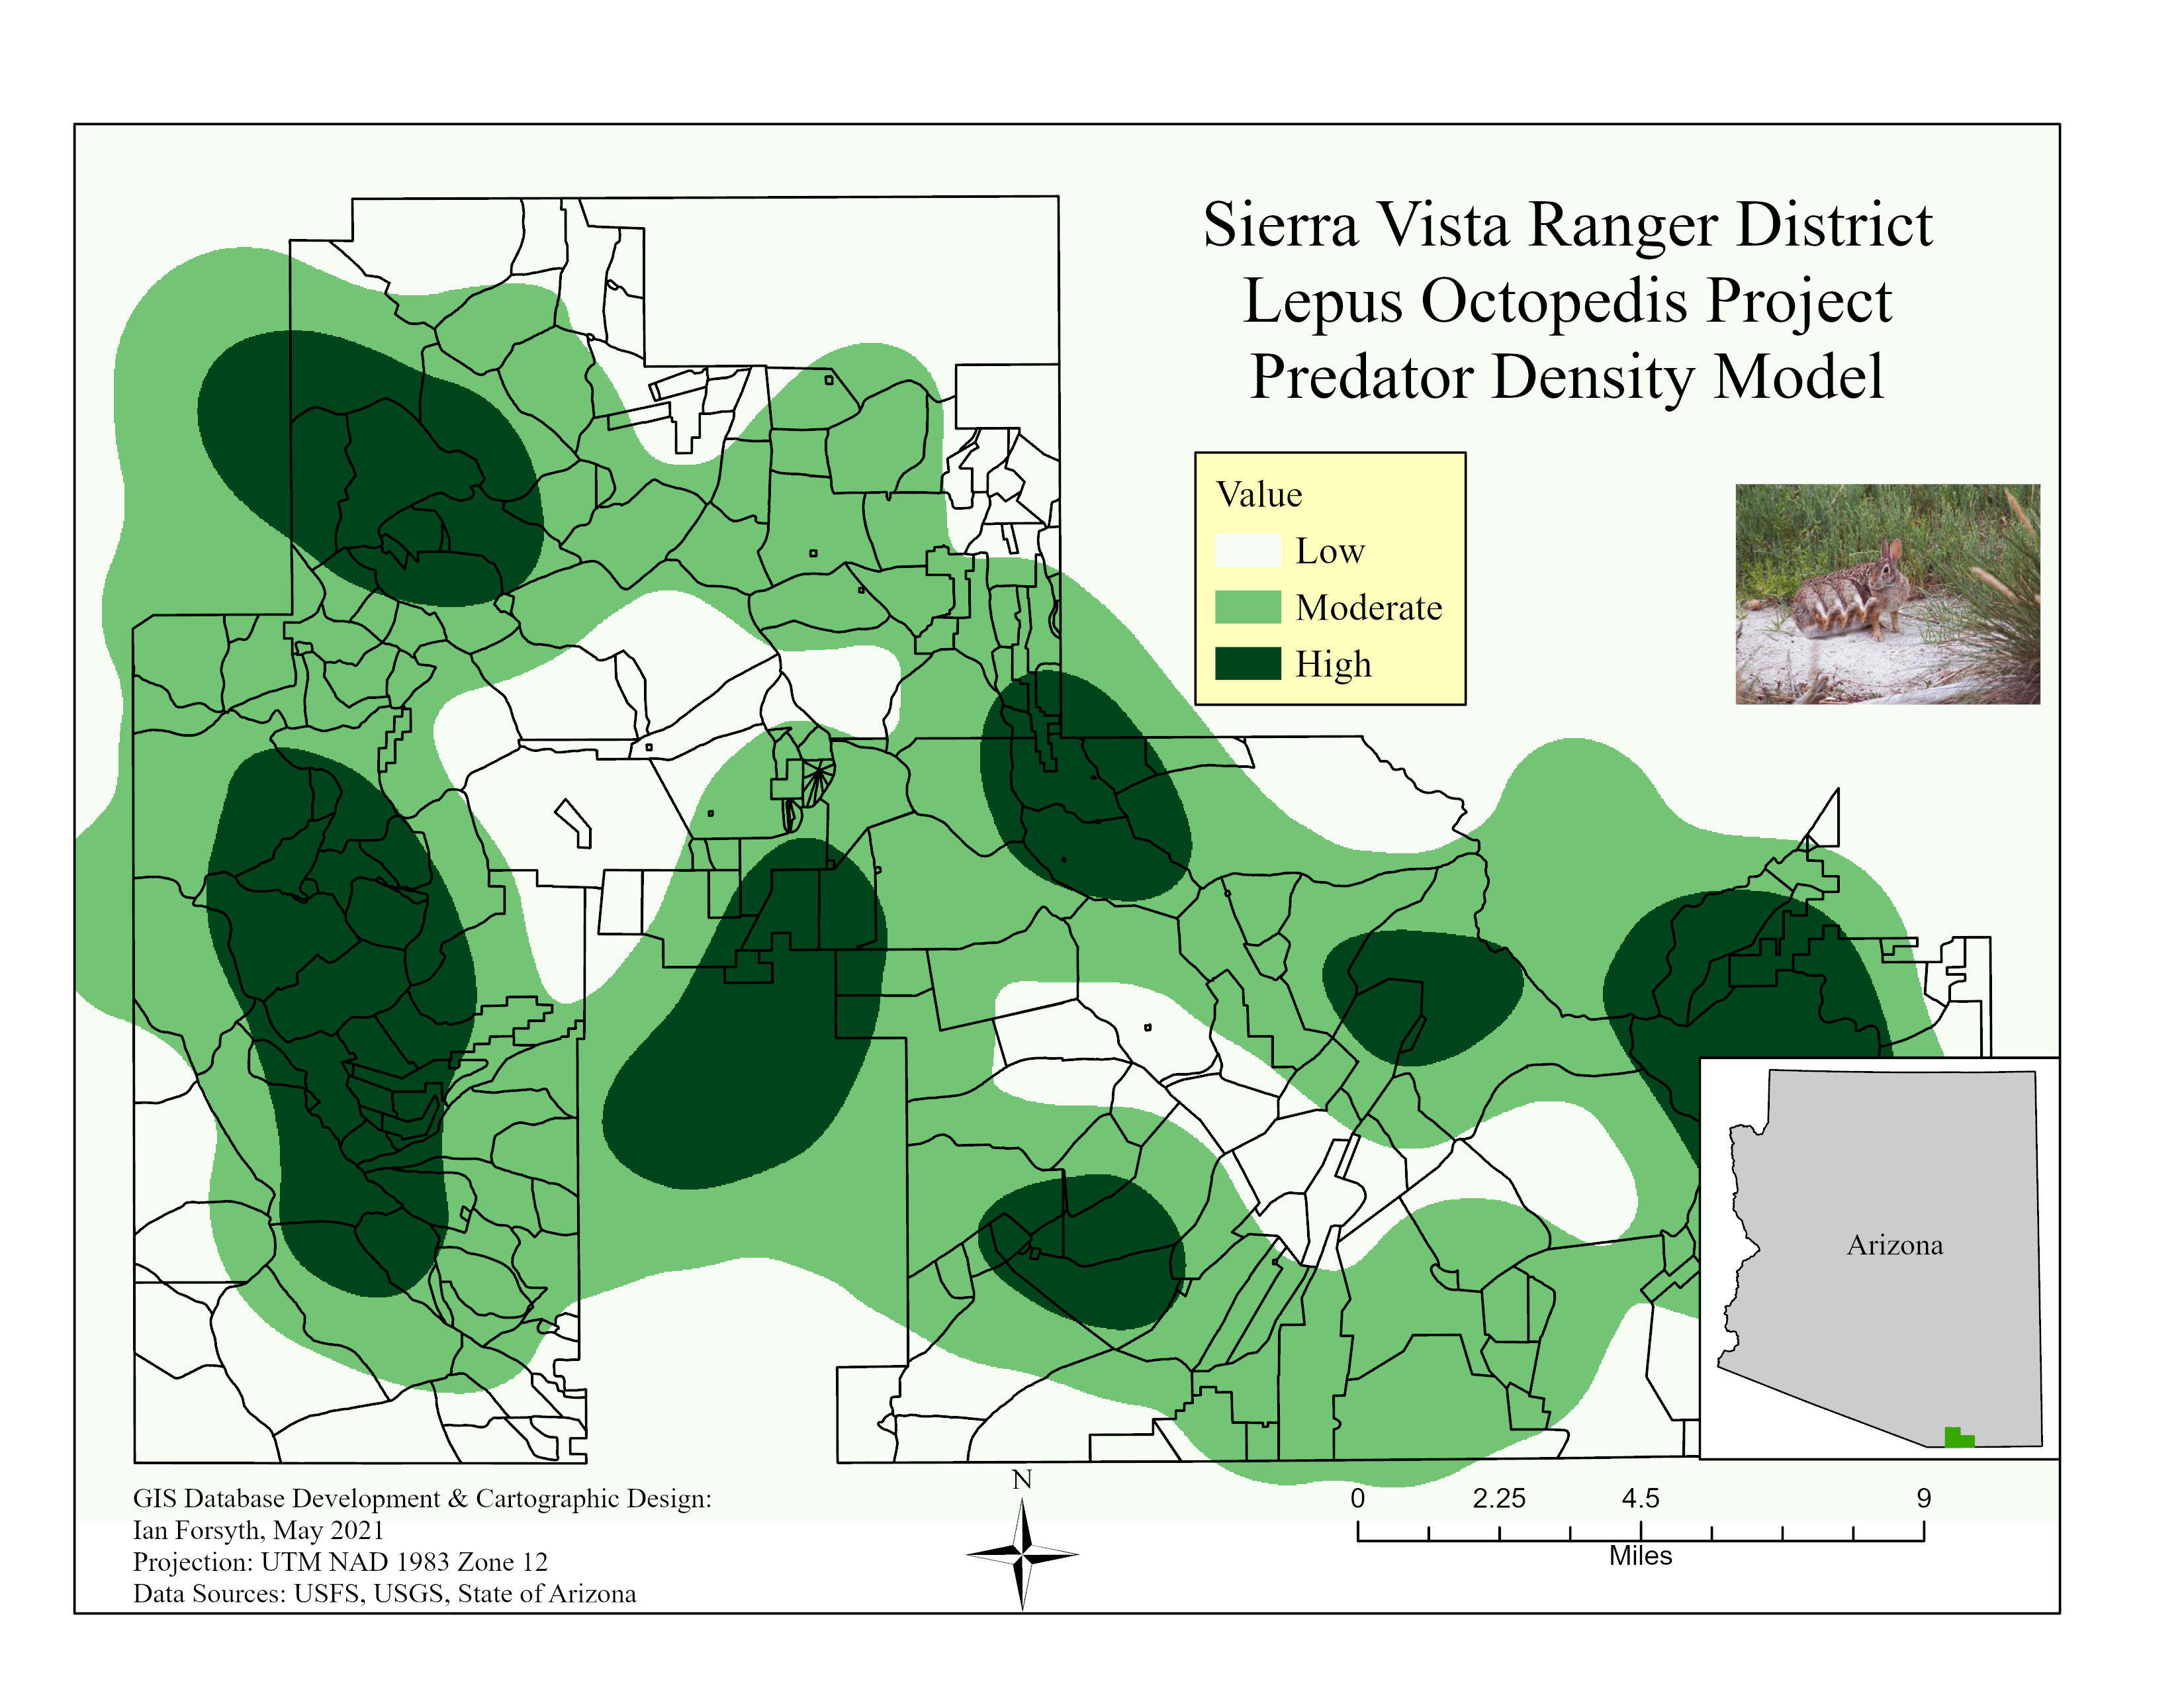 Sierra Vista Ranger District
Lepus Octopedis Project
Predator Density Model
Value
Low
Moderate
High
Arizona
GIS Database Development & Cartographic Design:
Ian Forsyth, May 2021
Projection: UTM NAD 1983 Zone 12
Data Sources: USFS, USGS, State of Arizona
N
0 2.25 4.5 9
Miles